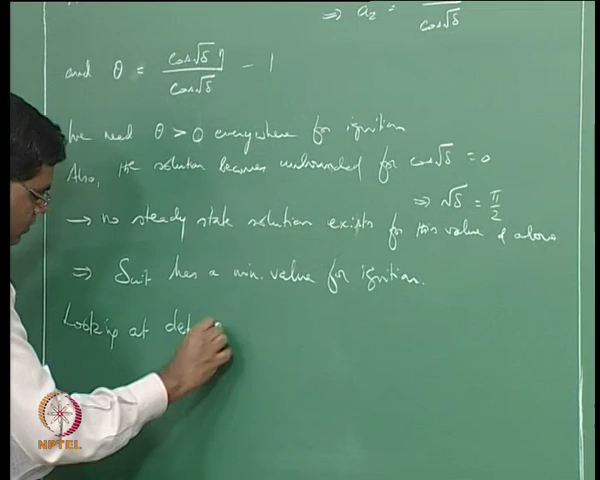 ⇒ a₂ = / cos√δ
and θ = cos√δ η / cos√δ − 1
We need θ > 0 everywhere for ignition
Also, the solution becomes unbounded for cos√δ = 0
⇒ √δ = π/2
→ no steady state solution exists for this value & above
⇒ δcrit has a min. value for ignition.
Looking at de
NPTEL